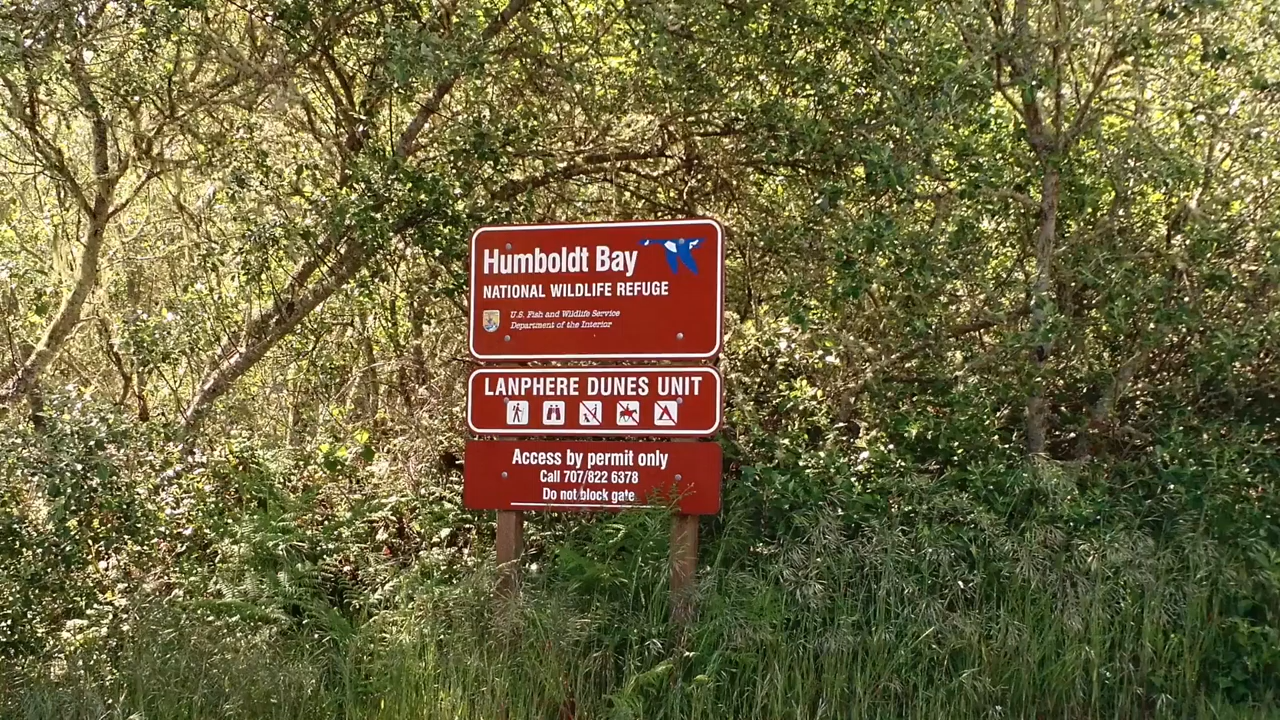 Humboldt Bay
NATIONAL WILDLIFE REFUGE
U.S. Fish and Wildlife Service
Department of the Interior
LANPHERE DUNES UNIT
Access by permit only
Call 707/822 6378
Do not block gate